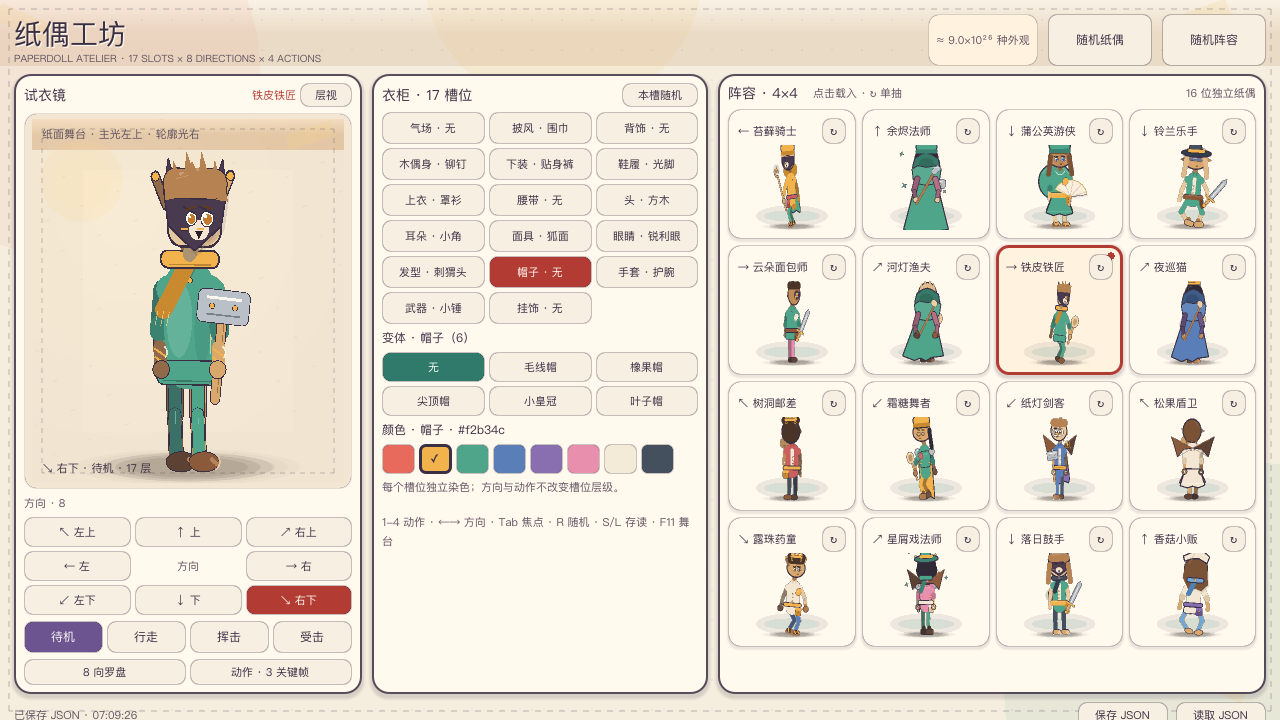 纸偶工坊
PAPERDOLL ATELIER · 17 SLOTS × 8 DIRECTIONS × 4 ACTIONS
≈ 9.0×10²⁶ 种外观
随机纸偶
随机阵容
试衣镜
铁皮铁匠
层视
纸面舞台 · 主光左上 · 轮廓光右
↘ 右下 · 待机 · 17 层
方向 · 8
↖ 左上
↑ 上
↗ 右上
← 左
方向
→ 右
↙ 左下
↓ 下
↘ 右下
待机
行走
挥击
受击
8 向罗盘
动作 · 3 关键帧
衣柜 · 17 槽位
本槽随机
气场 · 无
披风 · 围巾
背饰 · 无
木偶身 · 铆钉
下装 · 贴身裤
鞋履 · 光脚
上衣 · 罩衫
腰带 · 无
头 · 方木
耳朵 · 小角
面具 · 狐面
眼睛 · 锐利眼
发型 · 刺猬头
帽子 · 无
手套 · 护腕
武器 · 小锤
挂饰 · 无
变体 · 帽子（6）
无
毛线帽
橡果帽
尖顶帽
小皇冠
叶子帽
颜色 · 帽子 · #f2b34c
✓
每个槽位独立染色；方向与动作不改变槽位层级。
1–4 动作 · ←→ 方向 · Tab 焦点 · R 随机 · S/L 存读 · F11 舞
台
阵容 · 4×4
点击载入 · ↻ 单抽
16 位独立纸偶
← 苔藓骑士 ↻
↑ 余烬法师 ↻
↓ 蒲公英游侠 ↻
↓ 铃兰乐手 ↻
→ 云朵面包师 ↻
↗ 河灯渔夫 ↻
→ 铁皮铁匠 ↻
↗ 夜巡猫 ↻
↖ 树洞邮差 ↻
↙ 霜糖舞者 ↻
↙ 纸灯剑客 ↻
↖ 松果盾卫 ↻
↘ 露珠药童 ↻
↗ 星屑戏法师 ↻
↓ 落日鼓手 ↻
↑ 香菇小贩 ↻
已保存 JSON · 07:09:26
保存 JSON
读取 JSON